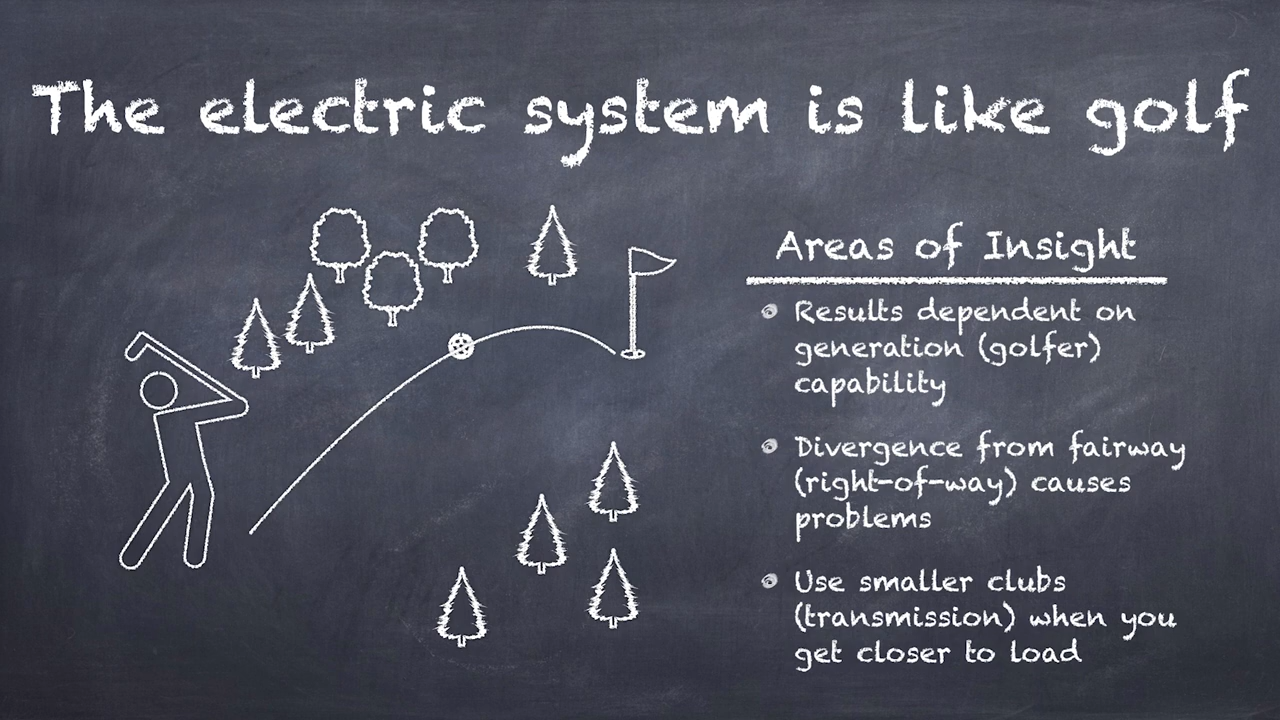 The electric system is like golf
Areas of Insight
Results dependent on
generation (golfer)
capability
Divergence from fairway
(right-of-way) causes
problems
Use smaller clubs
(transmission) when you
get closer to load